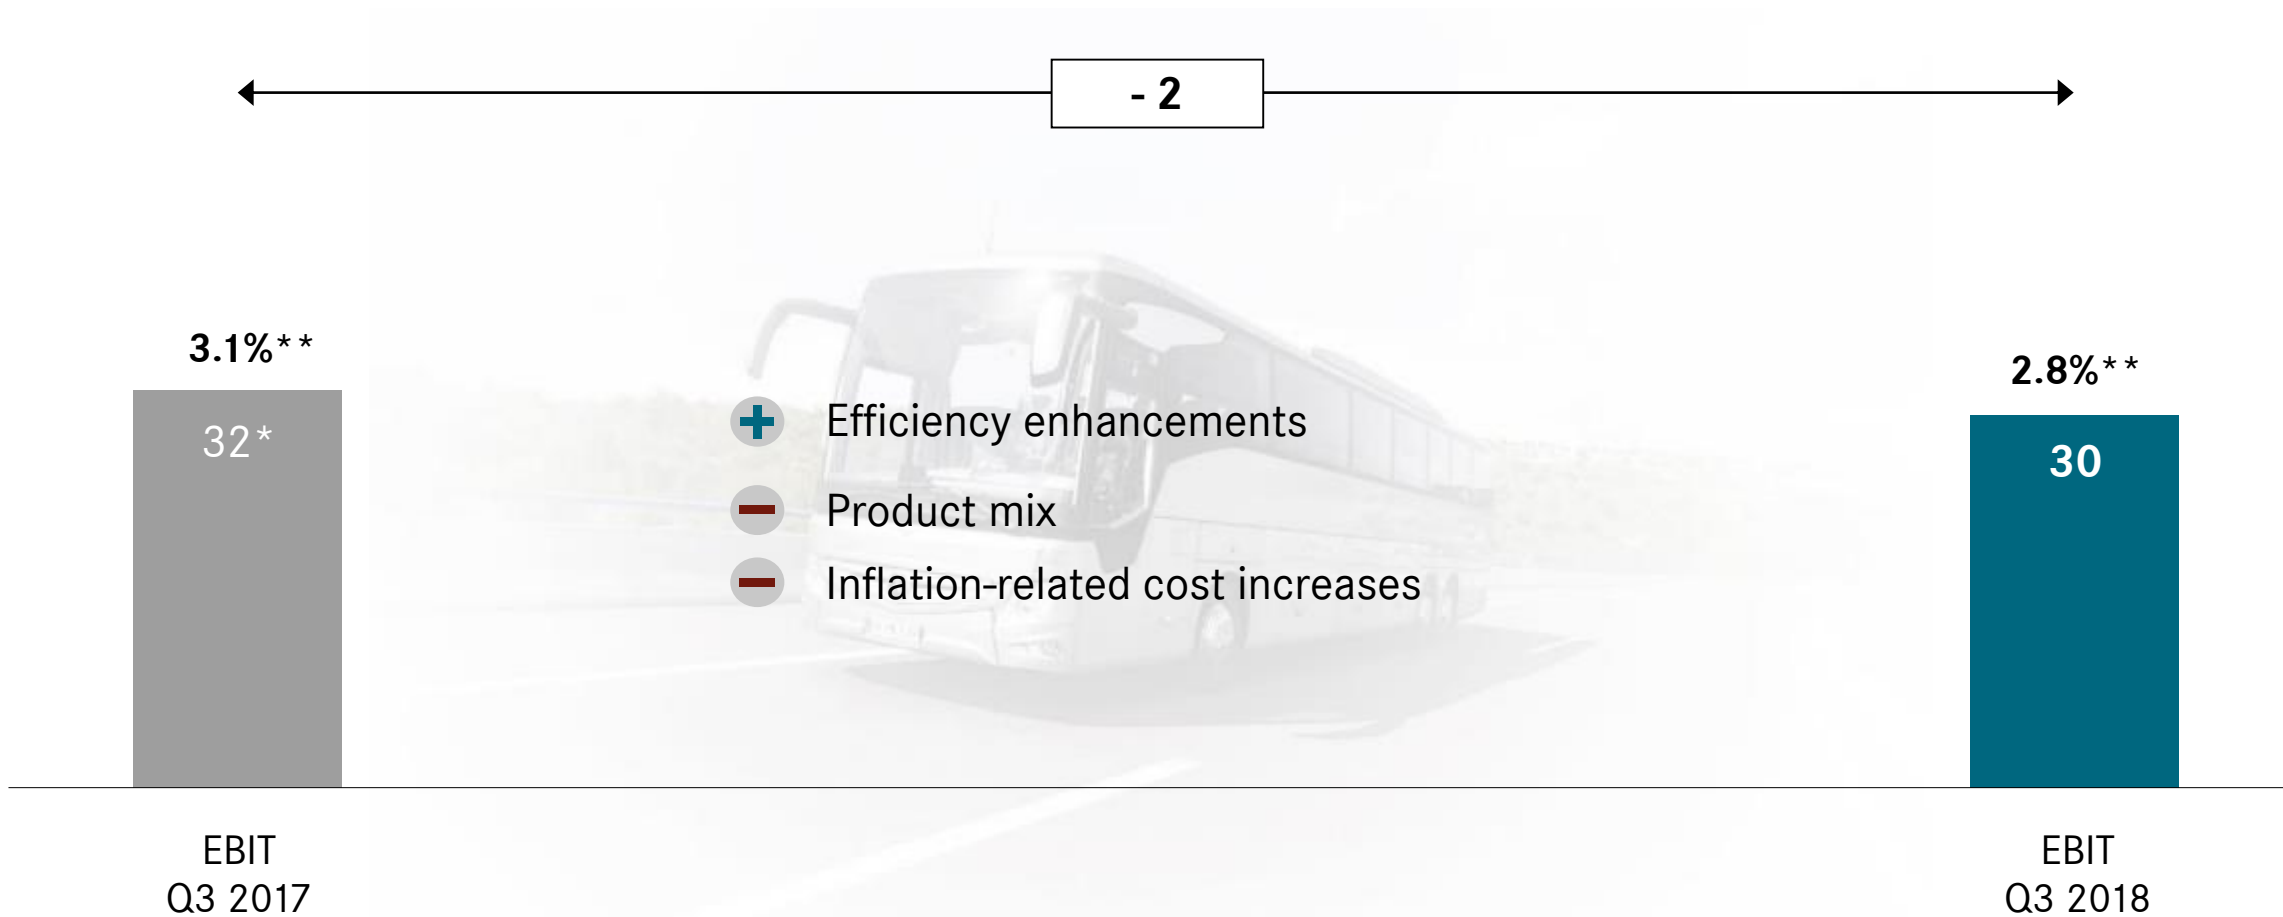 - 2
3.1%**
32*
Efficiency enhancements
Product mix
Inflation-related cost increases
2.8%**
30
EBIT
Q3 2017
EBIT
Q3 2018